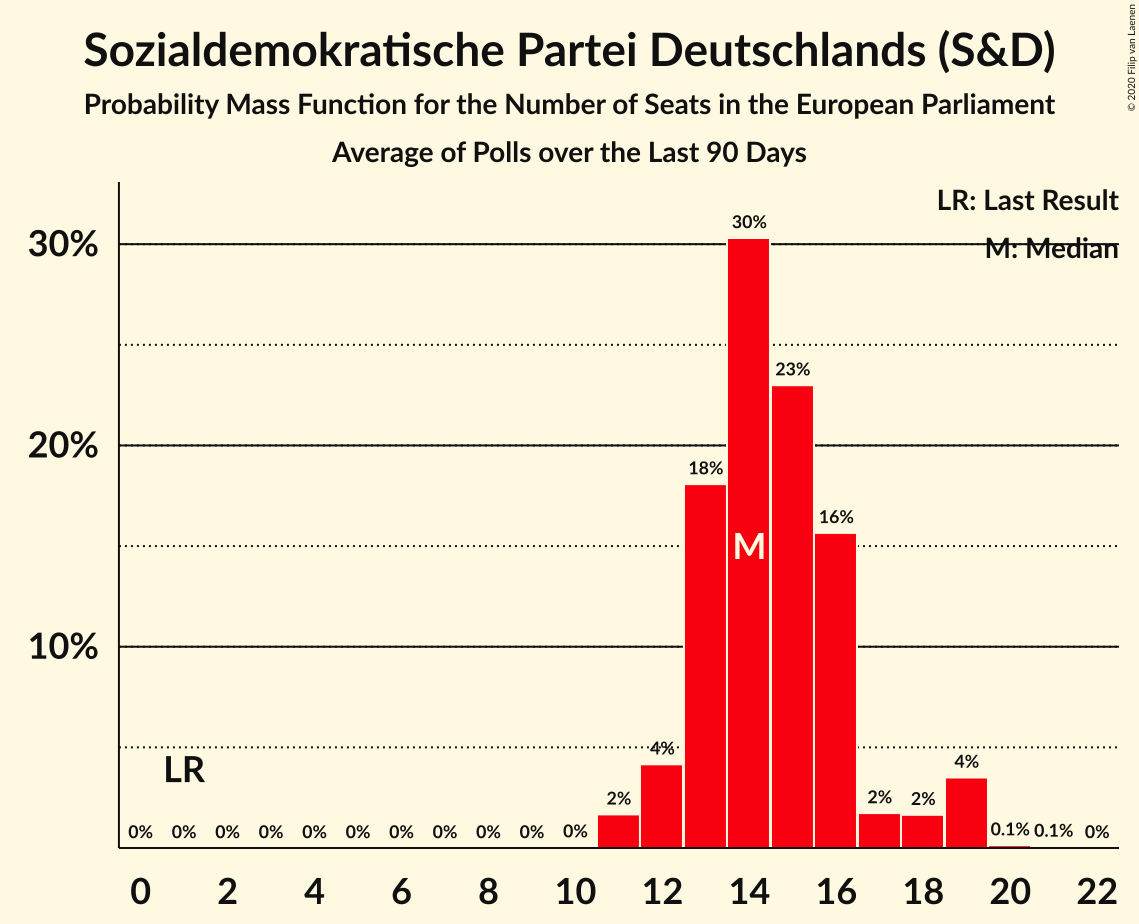 Sozialdemokratische Partei Deutschlands (S&D)
Probability Mass Function for the Number of Seats in the European Parliament
Average of Polls over the Last 90 Days
© 2020 Filip van Laenen
LR: Last Result
M: Median
30%
20%
10%
30%
23%
18%
16%
M
LR
4%
4%
2%
2%
2%
0% 0% 0% 0% 0% 0% 0% 0% 0% 0% 0% 0.1% 0.1% 0%
0 2 4 6 8 10 12 14 16 18 20 22